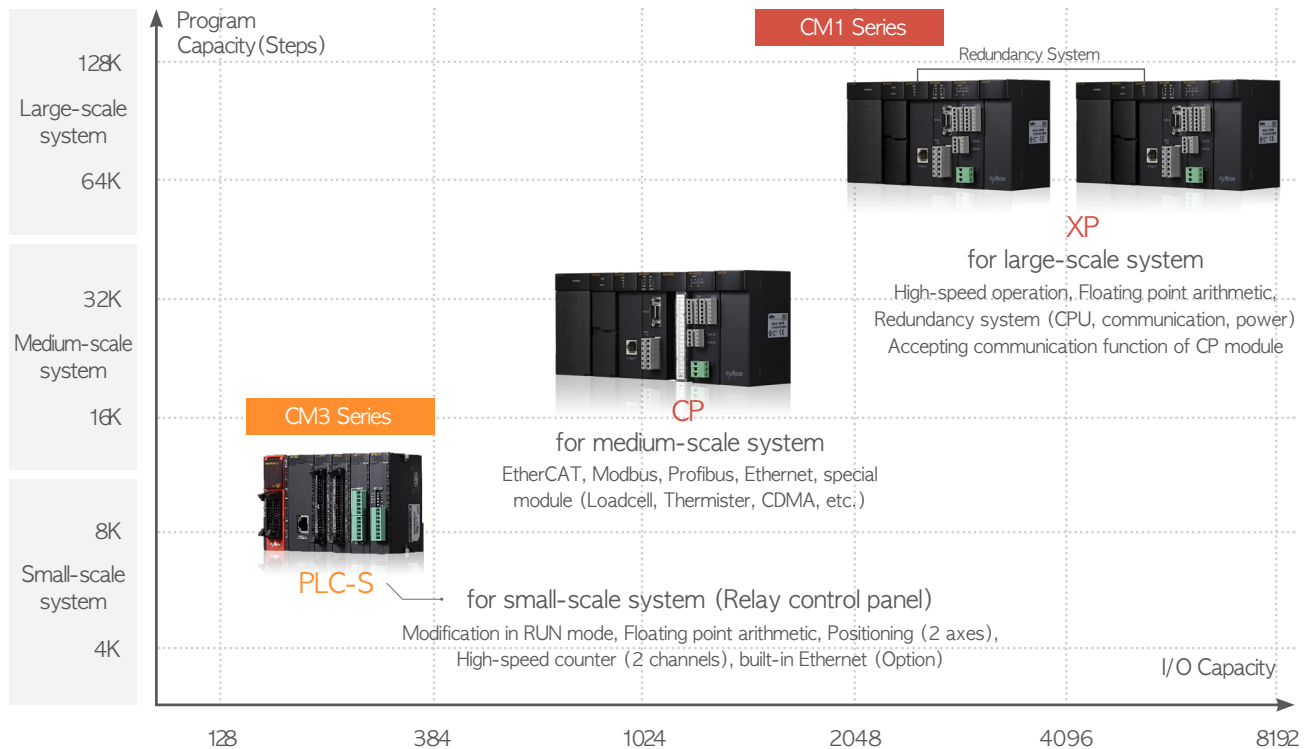 Program
Capacity(Steps)
128K
Large-scale
system
64K
32K
Medium-scale
system
16K
8K
Small-scale
system
4K
CM1 Series
Redundancy System
XP
for large-scale system
High-speed operation, Floating point arithmetic,
Redundancy system (CPU, communication, power)
Accepting communication function of CP module
CP
for medium-scale system
EtherCAT, Modbus, Profibus, Ethernet, special
module (Loadcell, Thermister, CDMA, etc.)
CM3 Series
PLC-S
for small-scale system (Relay control panel)
Modification in RUN mode, Floating point arithmetic, Positioning (2 axes),
High-speed counter (2 channels), built-in Ethernet (Option)
I/O Capacity
128 384 1024 2048 4096 8192